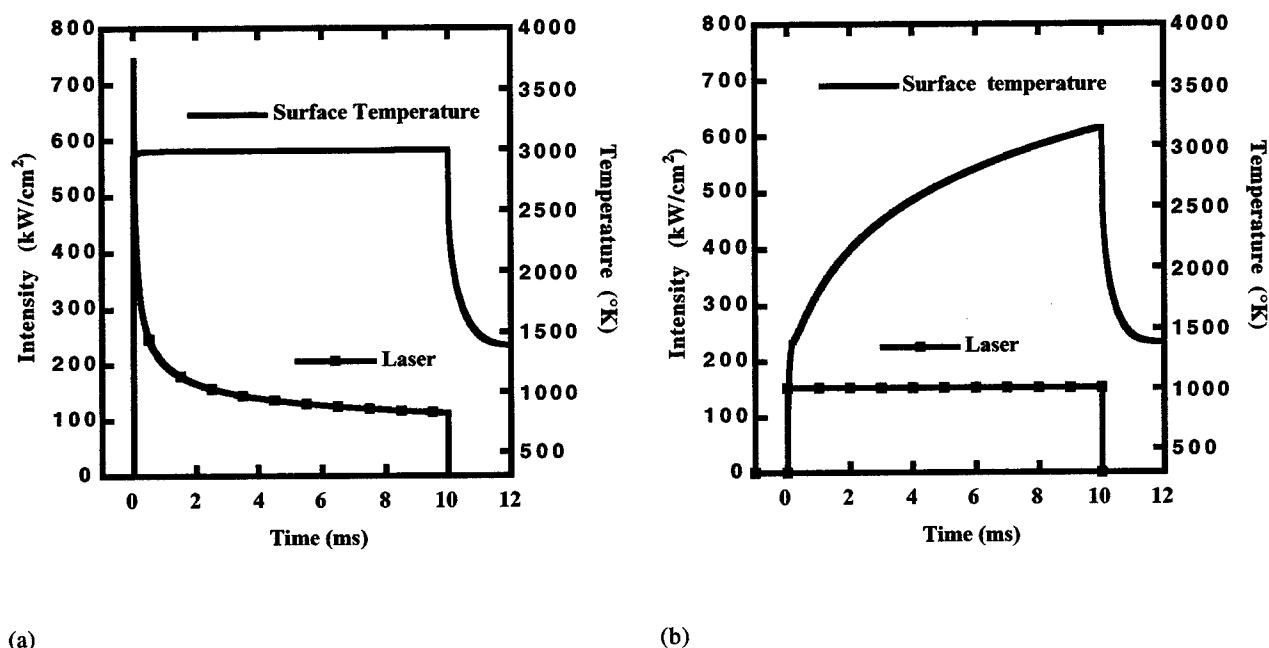 800
700
600
500
400
300
200
100
0
Intensity (kW/cm²)
4000
3500
3000
2500
2000
1500
1000
500
Temperature (°K)
Surface Temperature
Laser
0 2 4 6 8 10 12
Time (ms)
(a)
800
700
600
500
400
300
200
100
0
Intensity (kW/cm²)
4000
3500
3000
2500
2000
1500
1000
500
Temperature (°K)
Surface temperature
Laser
0 2 4 6 8 10 12
Time (ms)
(b)